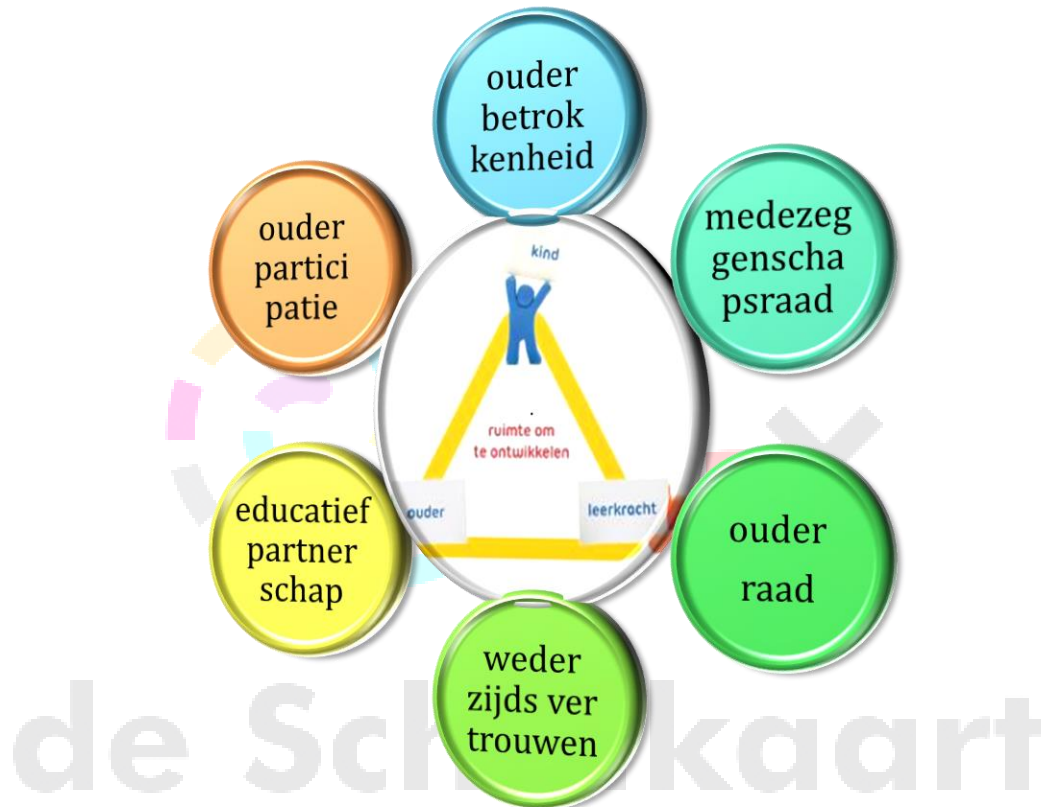 ouder
betrok
kenheid
medezeg
genscha
psraad
ouder
raad
weder
zijds ver
trouwen
educatief
partner
schap
ouder
partici
patie
kind
ruimte om
te ontwikkelen
ouder
leerkracht
de Sch kaart